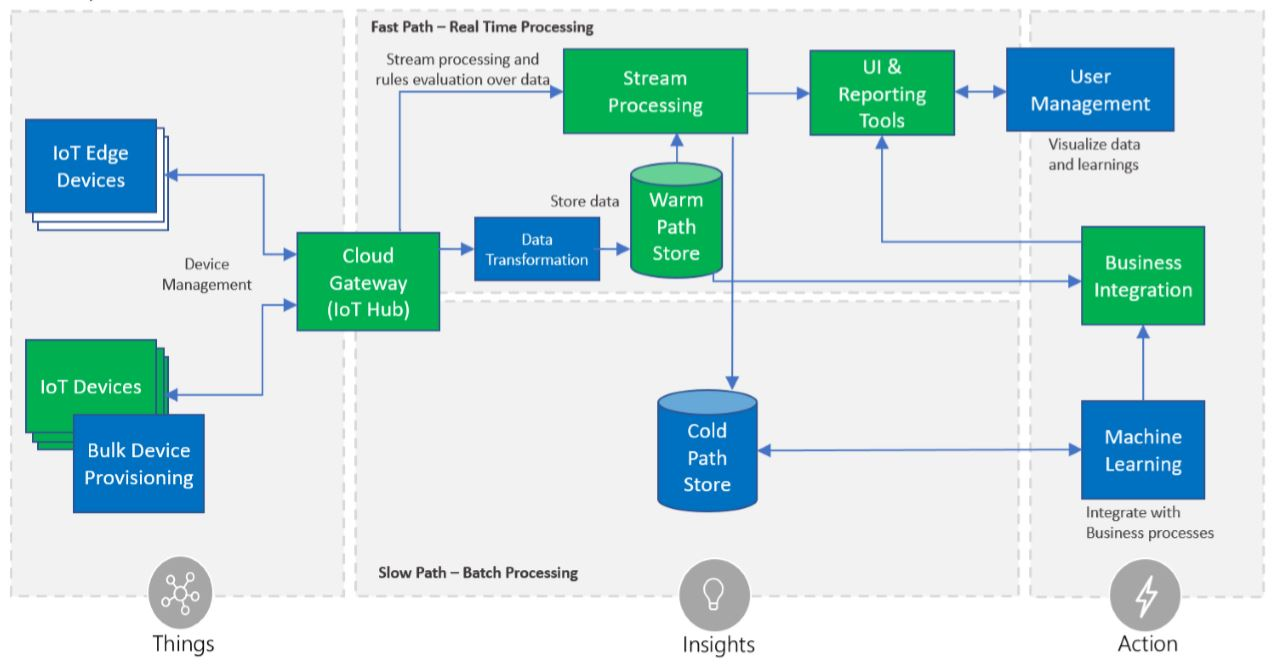 Fast Path – Real Time Processing
Stream processing and
rules evaluation over data
Stream
Processing
UI &
Reporting
Tools
User
Management
Visualize data
and learnings
IoT Edge
Devices
Device
Management
Cloud
Gateway
(IoT Hub)
Data
Transformation
Store data
Warm
Path
Store
Business
Integration
IoT Devices
Bulk Device
Provisioning
Cold
Path
Store
Machine
Learning
Integrate with
Business processes
Slow Path – Batch Processing
Things
Insights
Action